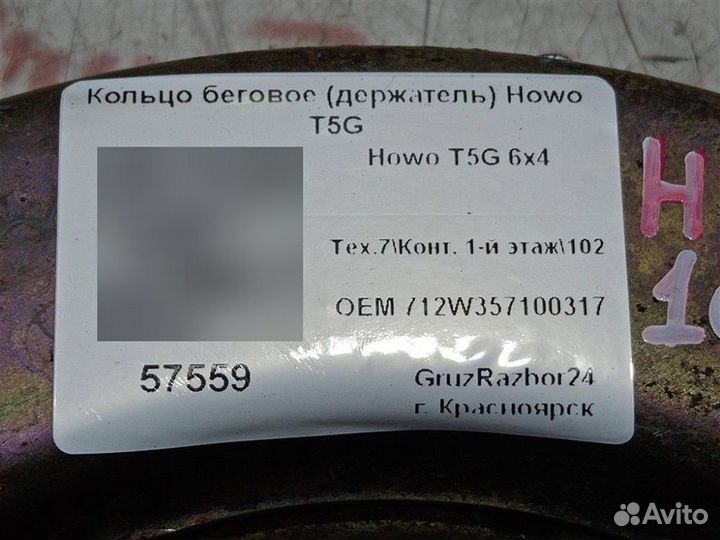 Кольцо беговое (держатель) Howo
T5G
Howo T5G 6x4
Тех.7\Конт. 1-й этаж\102
OEM 712W357100317
57559
GruzRazbor24
г. Красноярск
H
1
Avito